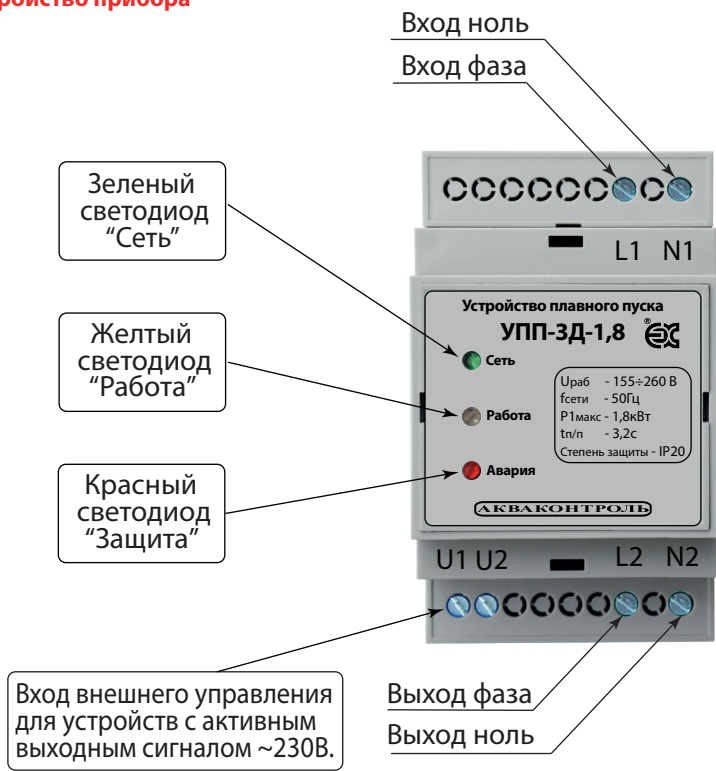 ройство прибора
Вход ноль
Вход фаза
Зеленый
светодиод
“Сеть”
L1 N1
Устройство плавного пуска
УПП-3Д-1,8
Сеть
Желтый
светодиод
“Работа”
Uраб - 155÷260 В
fсети - 50Гц
P1макс - 1,8кВт
tп/п - 3,2с
Степень защиты - IP20
Работа
Авария
Красный
светодиод
“Защита”
АКВАКОНТРОЛЬ
U1 U2 L2 N2
Вход внешнего управления
для устройств с активным
выходным сигналом ~230В.
Выход фаза
Выход ноль